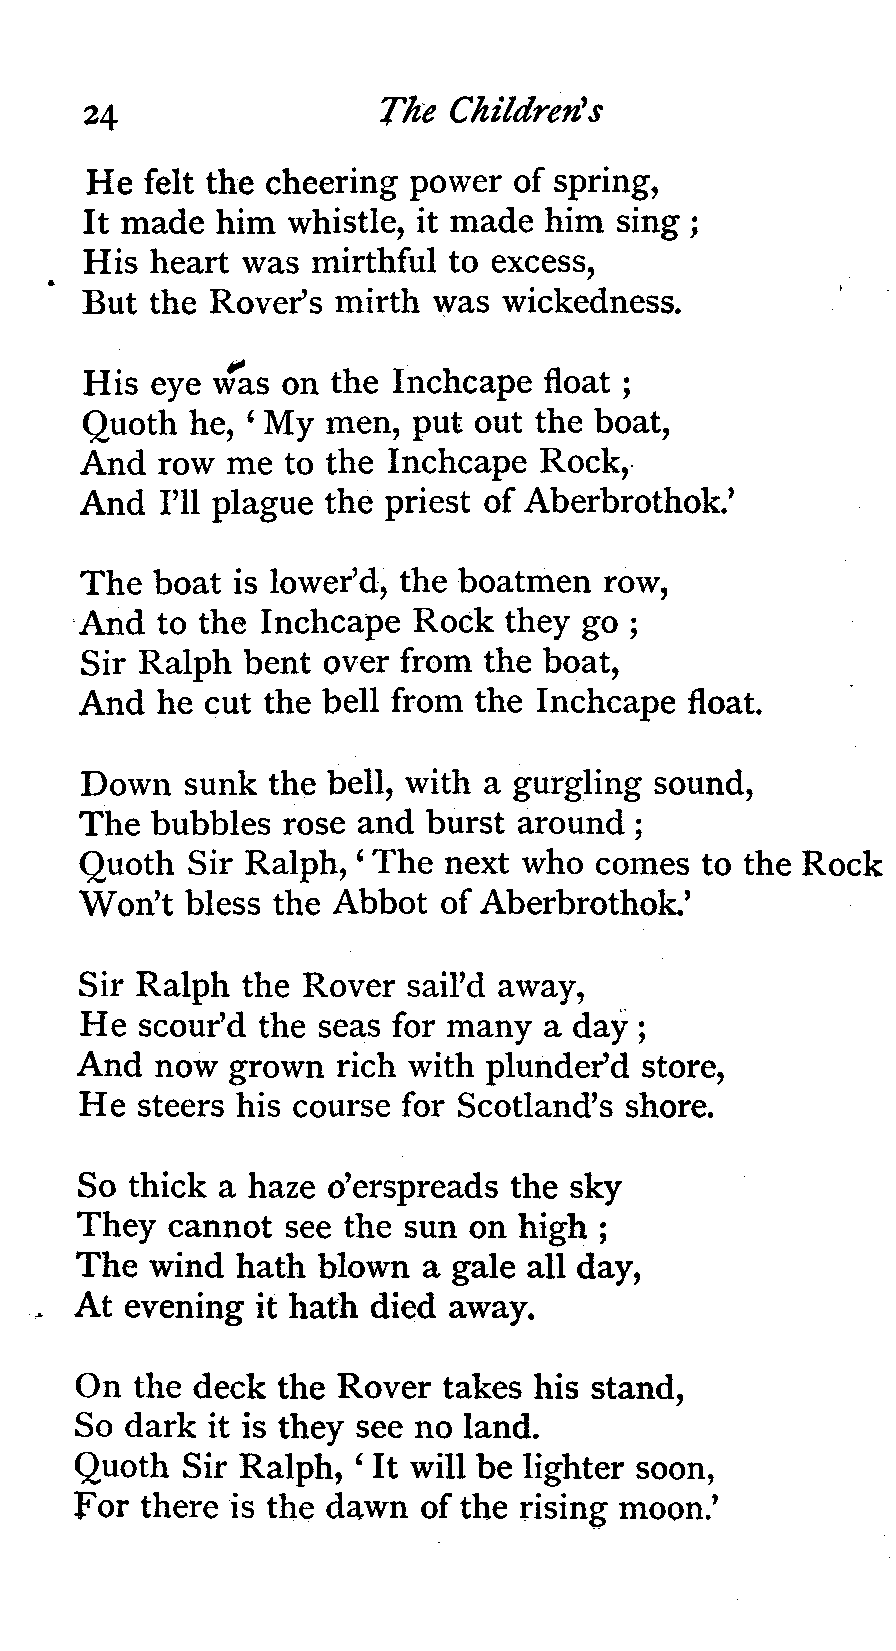 24 The Children's
He felt the cheering power of spring,
It made him whistle, it made him sing ;
His heart was mirthful to excess,
But the Rover's mirth was wickedness.
His eye was on the Inchcape float ;
Quoth he, ‘ My men, put out the boat,
And row me to the Inchcape Rock,
And I'll plague the priest of Aberbrothok.’
The boat is lower'd, the boatmen row,
And to the Inchcape Rock they go ;
Sir Ralph bent over from the boat,
And he cut the bell from the Inchcape float.
Down sunk the bell, with a gurgling sound,
The bubbles rose and burst around ;
Quoth Sir Ralph, ‘ The next who comes to the Rock
Won't bless the Abbot of Aberbrothok.’
Sir Ralph the Rover sail'd away,
He scour'd the seas for many a day ;
And now grown rich with plunder'd store,
He steers his course for Scotland's shore.
So thick a haze o'erspreads the sky
They cannot see the sun on high ;
The wind hath blown a gale all day,
At evening it hath died away.
On the deck the Rover takes his stand,
So dark it is they see no land.
Quoth Sir Ralph, ‘ It will be lighter soon,
For there is the dawn of the rising moon.’